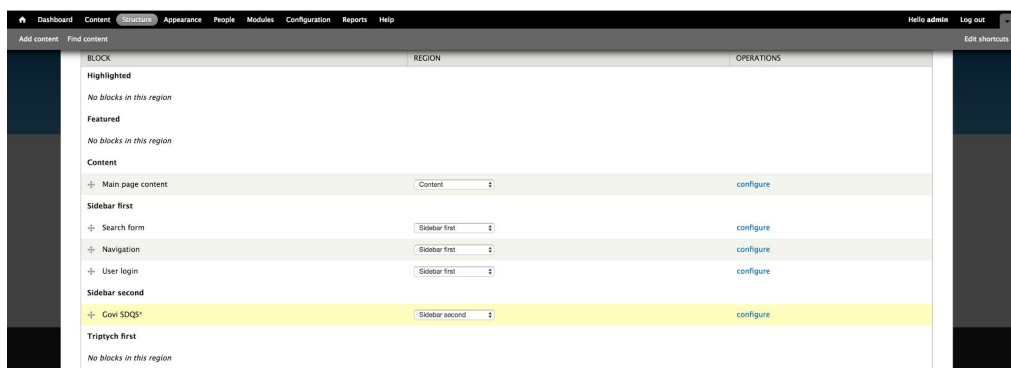 Dashboard Content Structure Appearance People Modules Configuration Reports Help Hello admin Log out
Add content Find content Edit shortcuts
BLOCK REGION OPERATIONS
Highlighted
No blocks in this region
Featured
No blocks in this region
Content
Main page content Content configure
Sidebar first
Search form Sidebar first configure
Navigation Sidebar first configure
User login Sidebar first configure
Sidebar second
Govi SDQS* Sidebar second configure
Triptych first
No blocks in this region